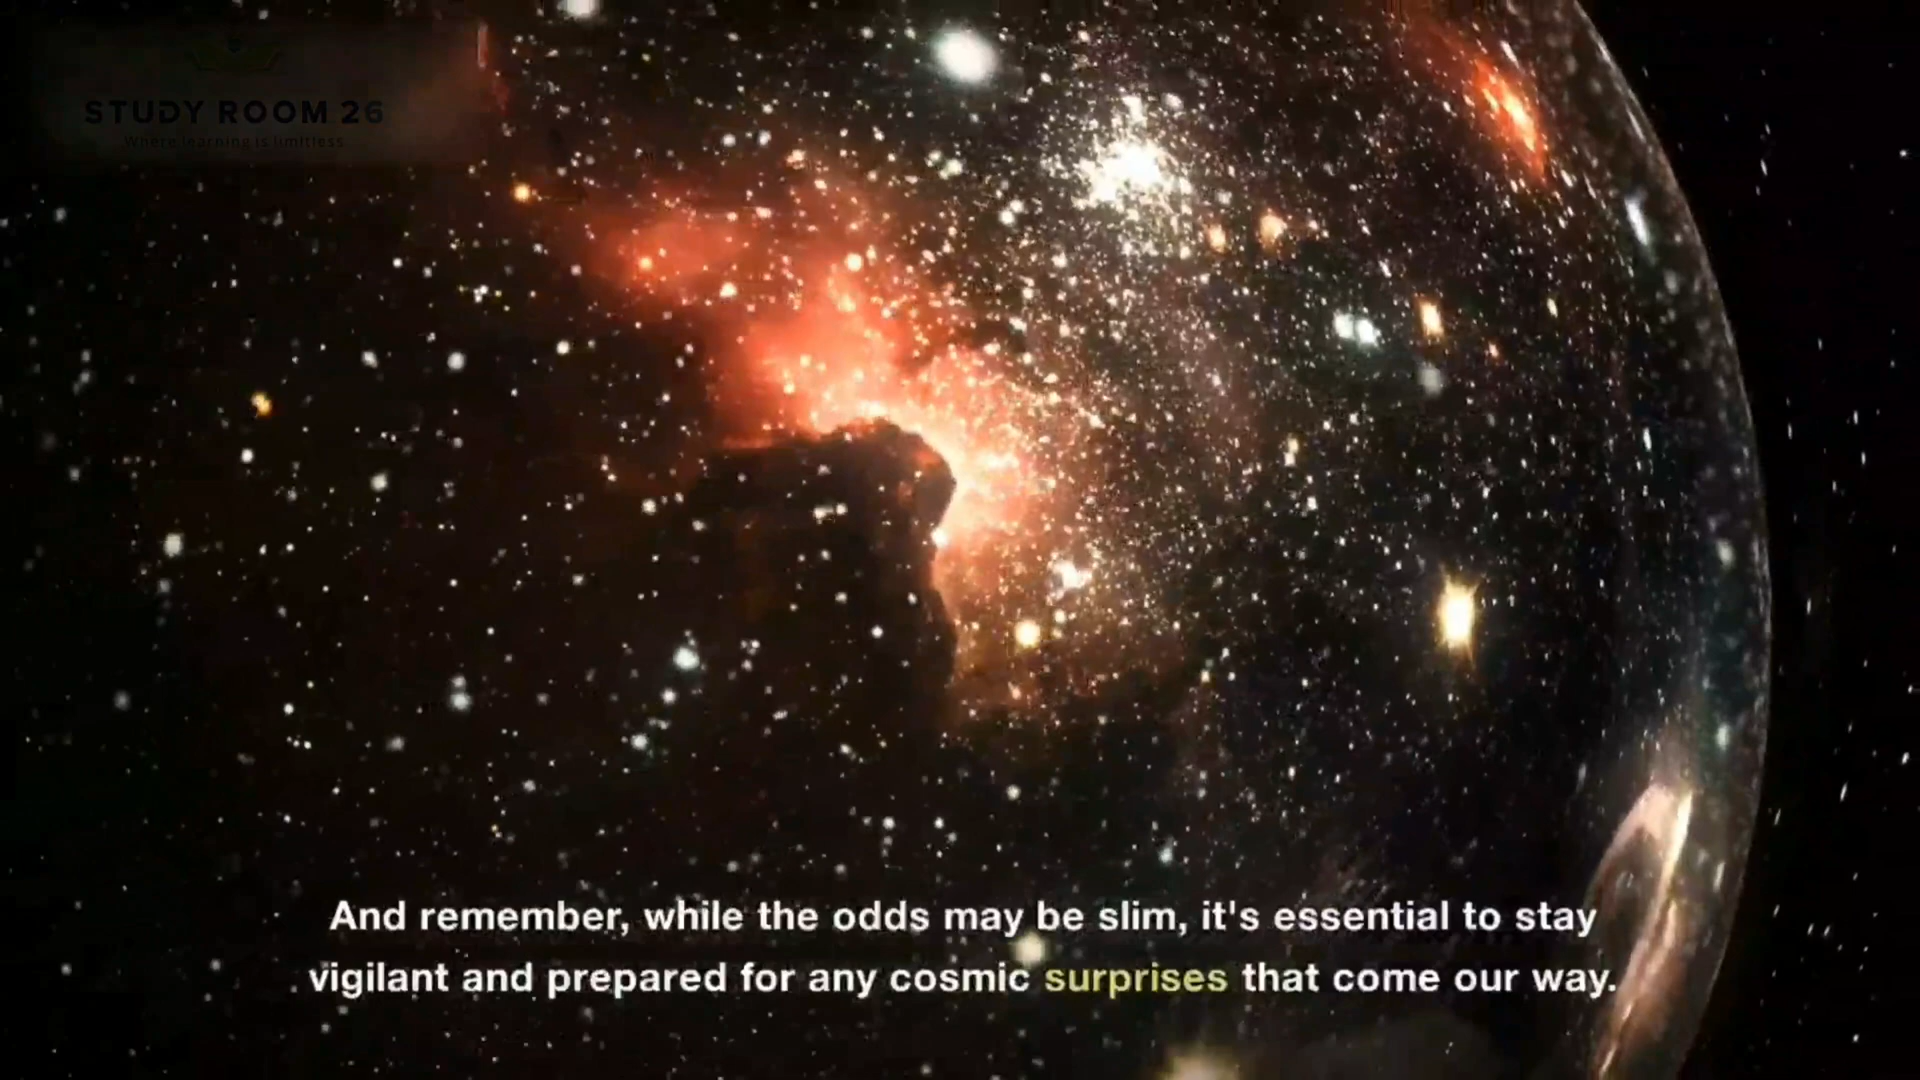 STUDY ROOM 26
Where learning is limitless
And remember, while the odds may be slim, it's essential to stay
vigilant and prepared for any cosmic surprises that come our way.